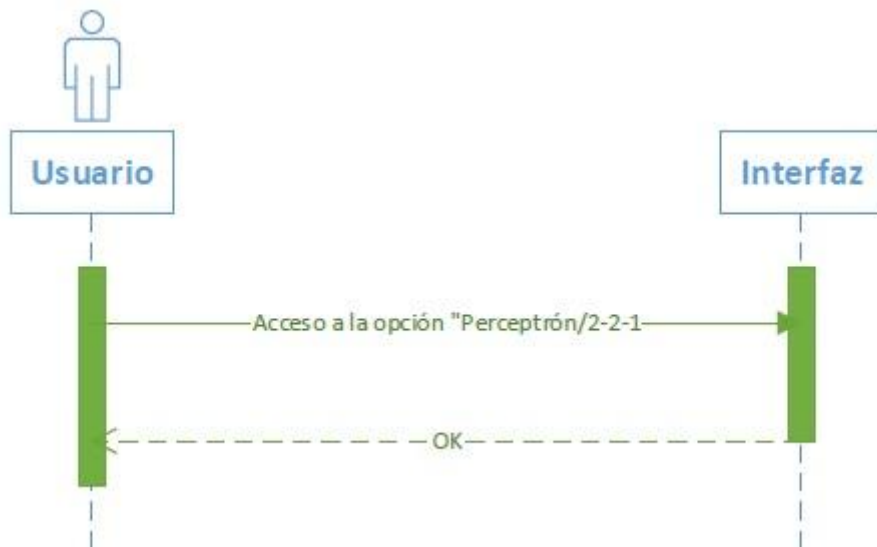 Usuario
Interfaz
Acceso a la opción "Perceptrón/2-2-1
OK